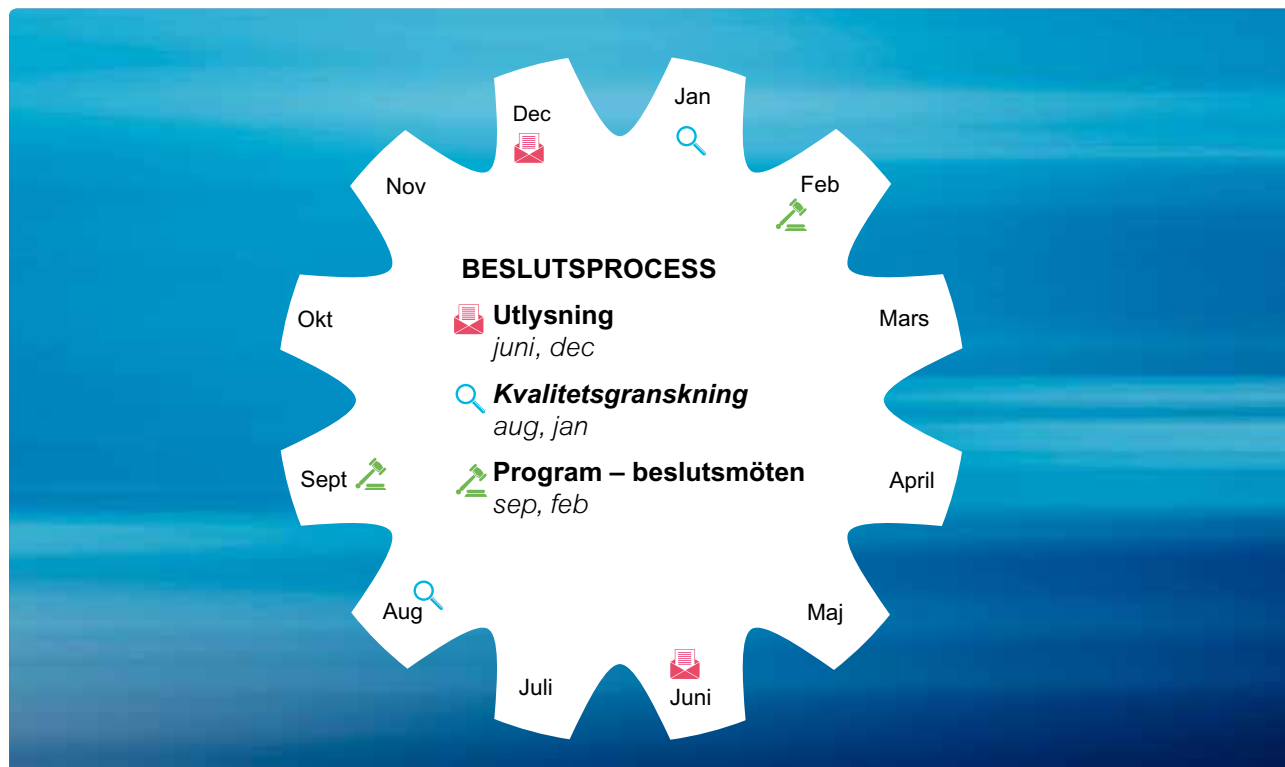 Jan
Feb
Mars
April
Maj
Juni
Juli
Aug
Sept
Okt
Nov
Dec
BESLUTSPROCESS
Utlysning
juni, dec
Kvalitetsgranskning
aug, jan
Program – beslutsmöten
sep, feb